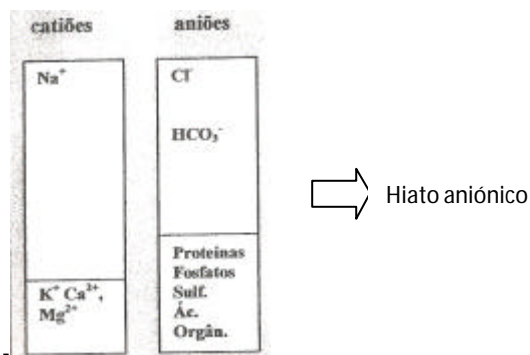 catiões
aniões
Na⁺
Cl⁻
HCO₃⁻
K⁺ Ca²⁺,
Mg²⁺
Proteinas
Fosfatos
Sulf.
Ác.
Orgân.
Hiato aniónico